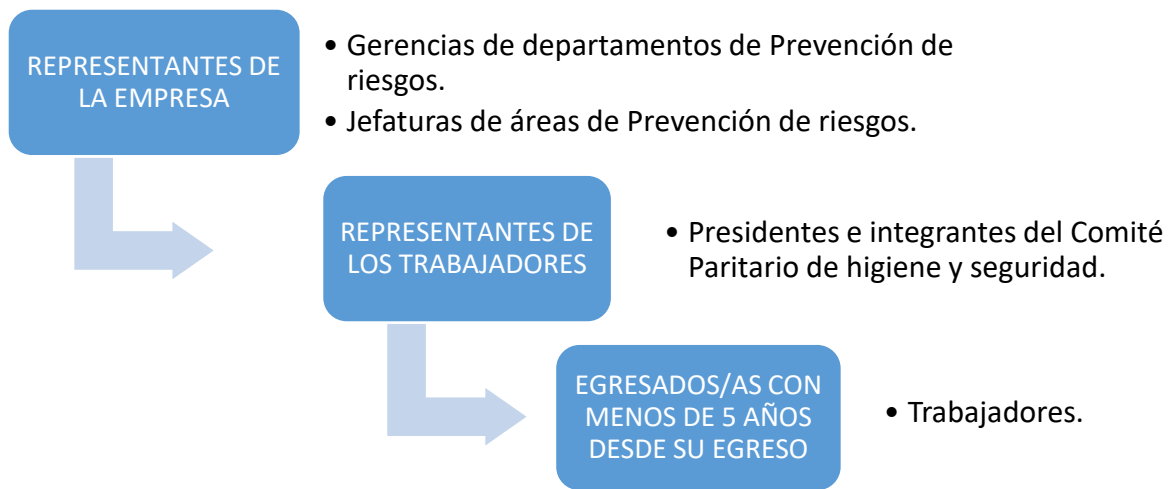 REPRESENTANTES DE
LA EMPRESA
• Gerencias de departamentos de Prevención de
riesgos.
• Jefaturas de áreas de Prevención de riesgos.
REPRESENTANTES DE
LOS TRABAJADORES
• Presidentes e integrantes del Comité
Paritario de higiene y seguridad.
EGRESADOS/AS CON
MENOS DE 5 AÑOS
DESDE SU EGRESO
• Trabajadores.